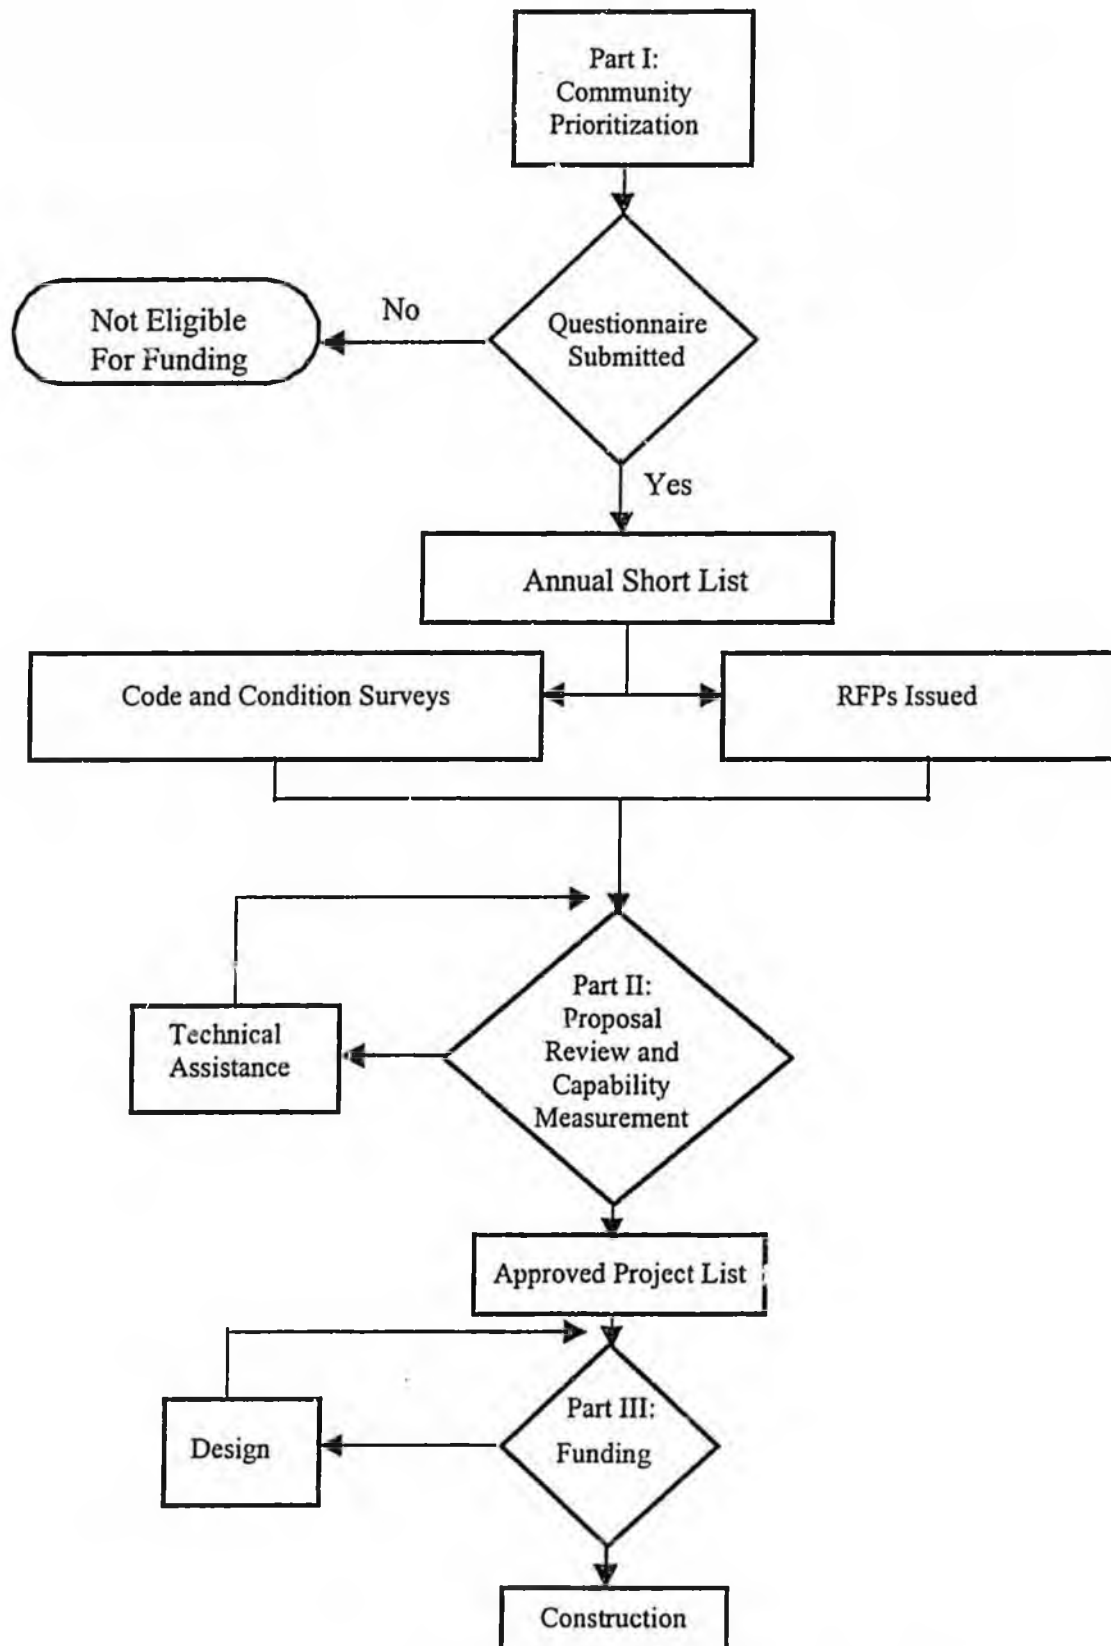 Part I:
Community
Prioritization
Questionnaire
Submitted
No
Not Eligible
For Funding
Yes
Annual Short List
Code and Condition Surveys
RFPs Issued
Part II:
Proposal
Review and
Capability
Measurement
Technical
Assistance
Approved Project List
Part III:
Funding
Design
Construction